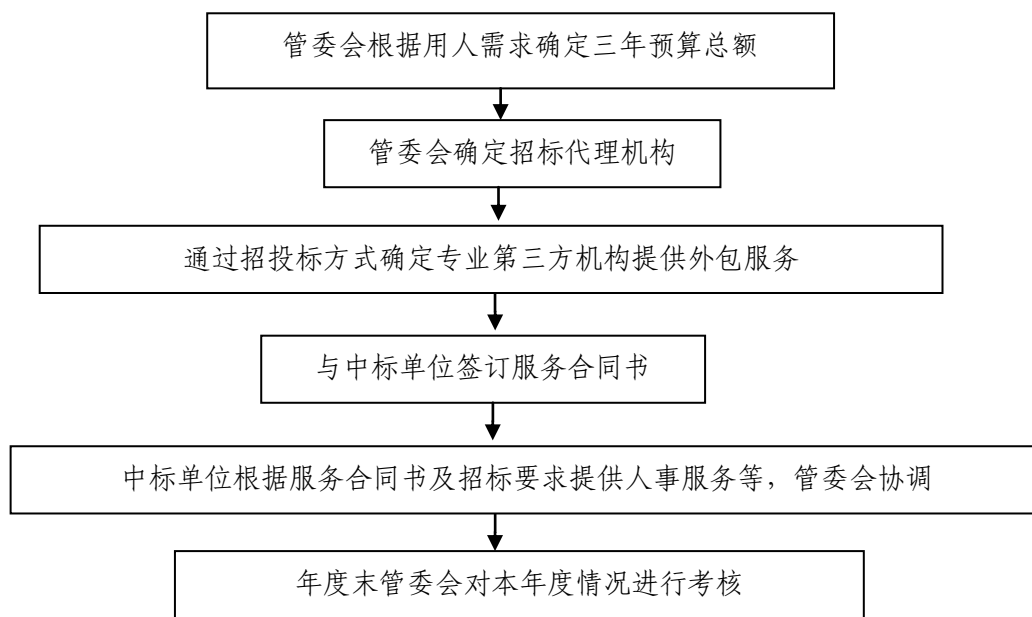 管委会根据用人需求确定三年预算总额
管委会确定招标代理机构
通过招投标方式确定专业第三方机构提供外包服务
与中标单位签订服务合同书
中标单位根据服务合同书及招标要求提供人事服务等，管委会协调
年度末管委会对本年度情况进行考核